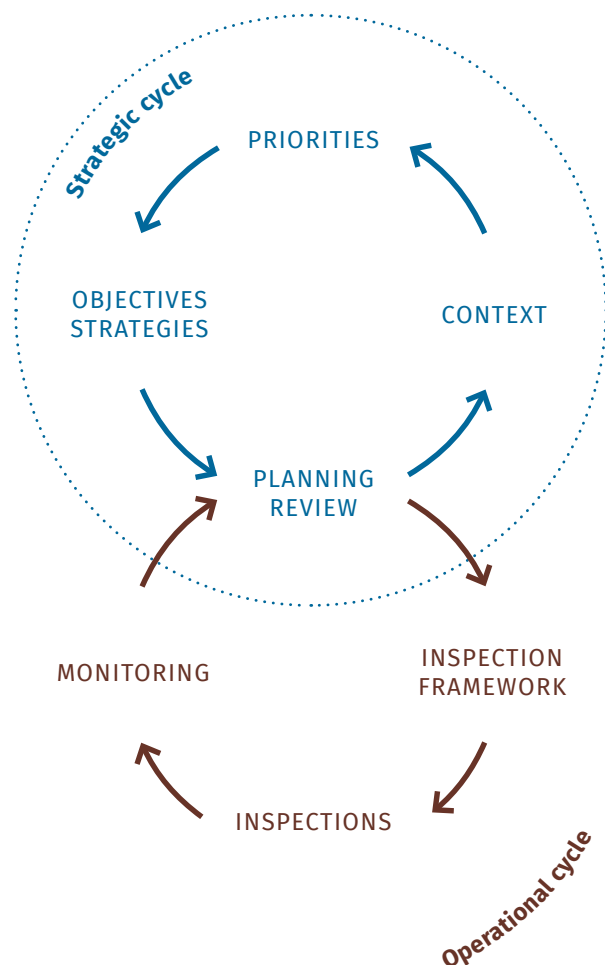 Strategic cycle
PRIORITIES
OBJECTIVES
STRATEGIES
CONTEXT
PLANNING
REVIEW
MONITORING
INSPECTION
FRAMEWORK
INSPECTIONS
Operational cycle